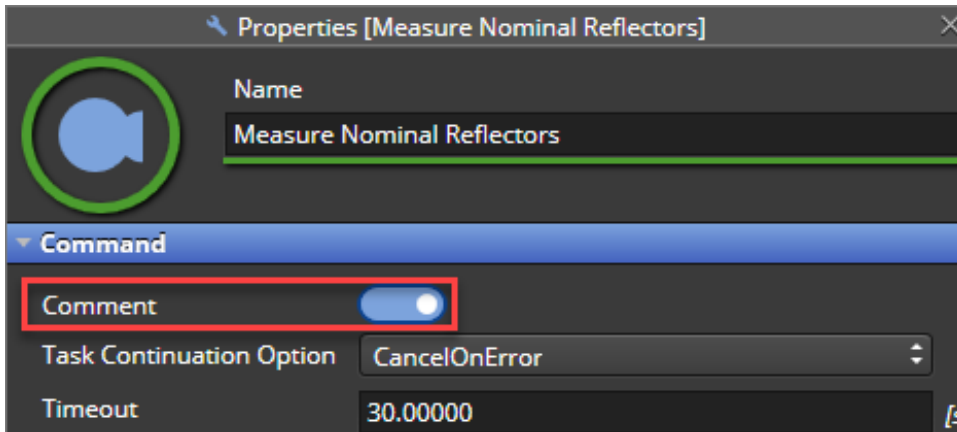 Properties [Measure Nominal Reflectors]
Name
Measure Nominal Reflectors
Command
Comment
Task Continuation Option CancelOnError
Timeout 30.00000